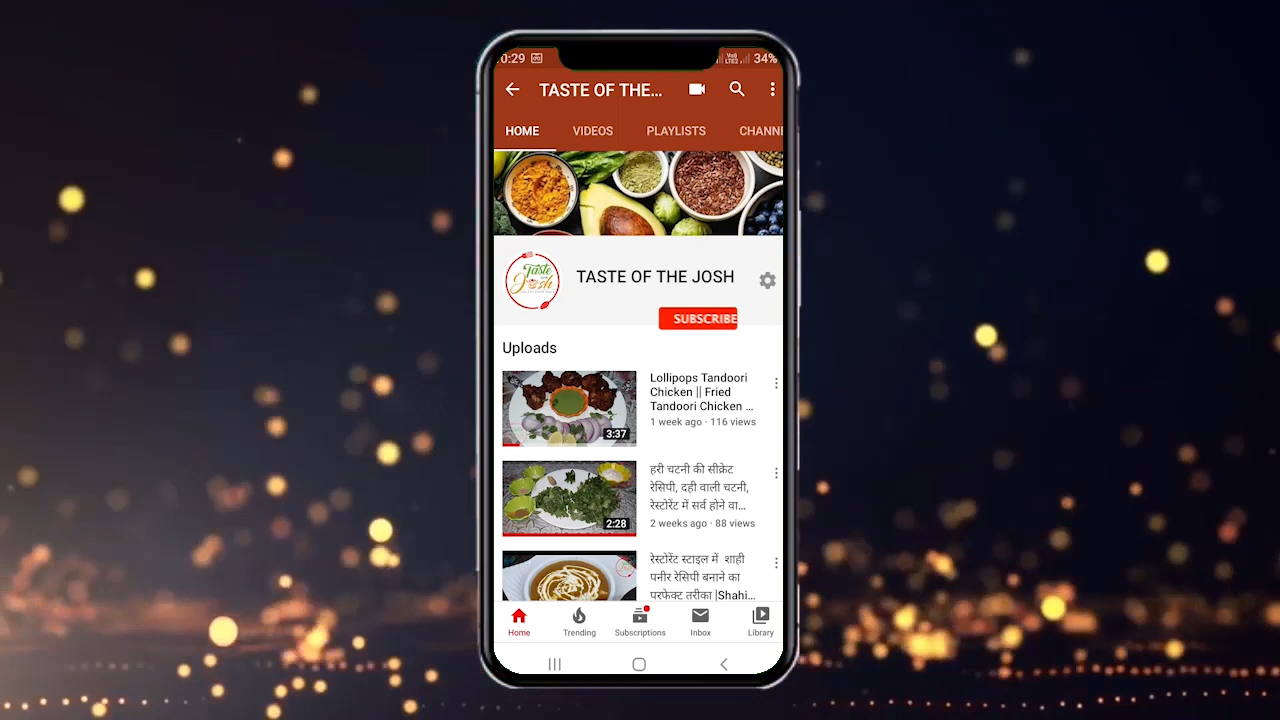 0:29
34%
TASTE OF THE...
HOME VIDEOS PLAYLISTS CHANNI
Taste
Josh
TASTE OF THE JOSH
SUBSCRIBE
Uploads
Lollipops Tandoori
Chicken || Fried
Tandoori Chicken ...
1 week ago · 116 views
3:37
हरी चटनी की सीक्रेट
रेसिपी, दही वाली चटनी,
रेस्टोरेंट में सर्व होने वा...
2 weeks ago · 88 views
2:28
रेस्टोरेंट स्टाइल में शाही
पनीर रेसिपी बनाने का
परफेक्ट तरीका |Shahi...
Home Trending Subscriptions Inbox Library